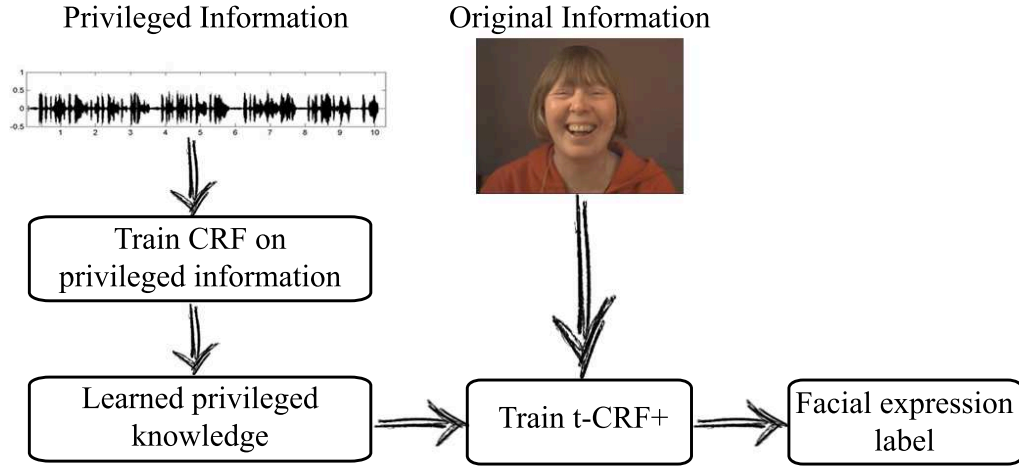 Privileged Information
Original Information
1
0.5
0
-0.5
1 2 3 4 5 6 7 8 9 10
Train CRF on
privileged information
Learned privileged
knowledge
Train t-CRF+
Facial expression
label